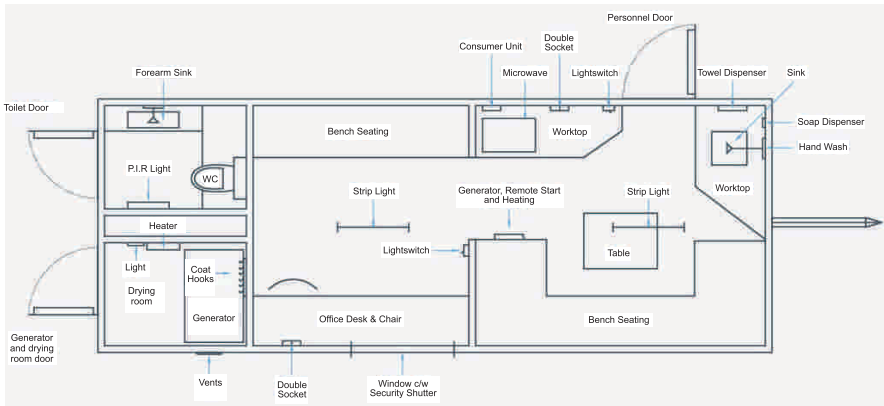 Personnel Door
Consumer Unit
Double
Socket
Forearm Sink
Microwave
Lightswitch
Towel Dispenser
Sink
Toilet Door
Bench Seating
Worktop
Soap Dispenser
Hand Wash
P.I.R Light
WC
Strip Light
Generator, Remote Start
and Heating
Strip Light
Worktop
Heater
Lightswitch
Table
Light
Coat
Hooks
Drying
room
Generator
Office Desk & Chair
Bench Seating
Generator
and drying
room door
Vents
Double
Socket
Window c/w
Security Shutter